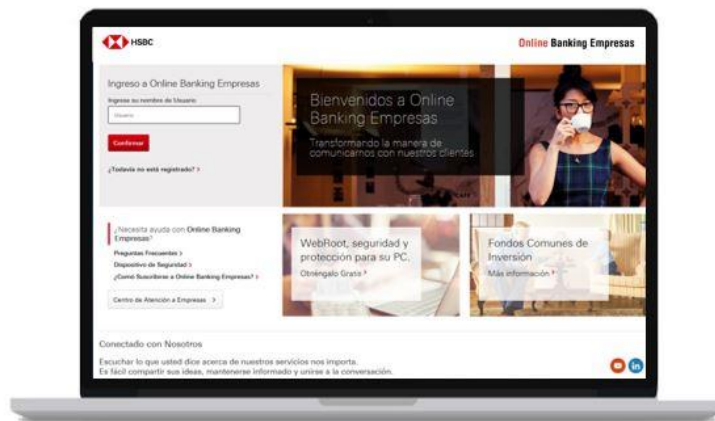 HSBC
Online Banking Empresas
Ingreso a Online Banking Empresas
Ingrese su nombre de Usuario
Usuario
Confirmar
¿Todavía no está registrado? >
Bienvenidos a Online
Banking Empresas
Transformando la manera de
comunicarnos con nuestros clientes
¿Necesita ayuda con Online Banking
Empresas?
Preguntas Frecuentes >
Dispositivo de Seguridad >
¿Comó Suscribirse a Online Banking Empresas? >
Centro de Atención a Empresas >
WebRoot, seguridad y
protección para su PC.
Obténgalo Gratis >
Fondos Comunes de
Inversión
Más información >
Conectado con Nosotros
Escuchar lo que usted dice acerca de nuestros servicios nos importa.
Es fácil compartir sus ideas, mantenerse informado y unirse a la conversación.
in